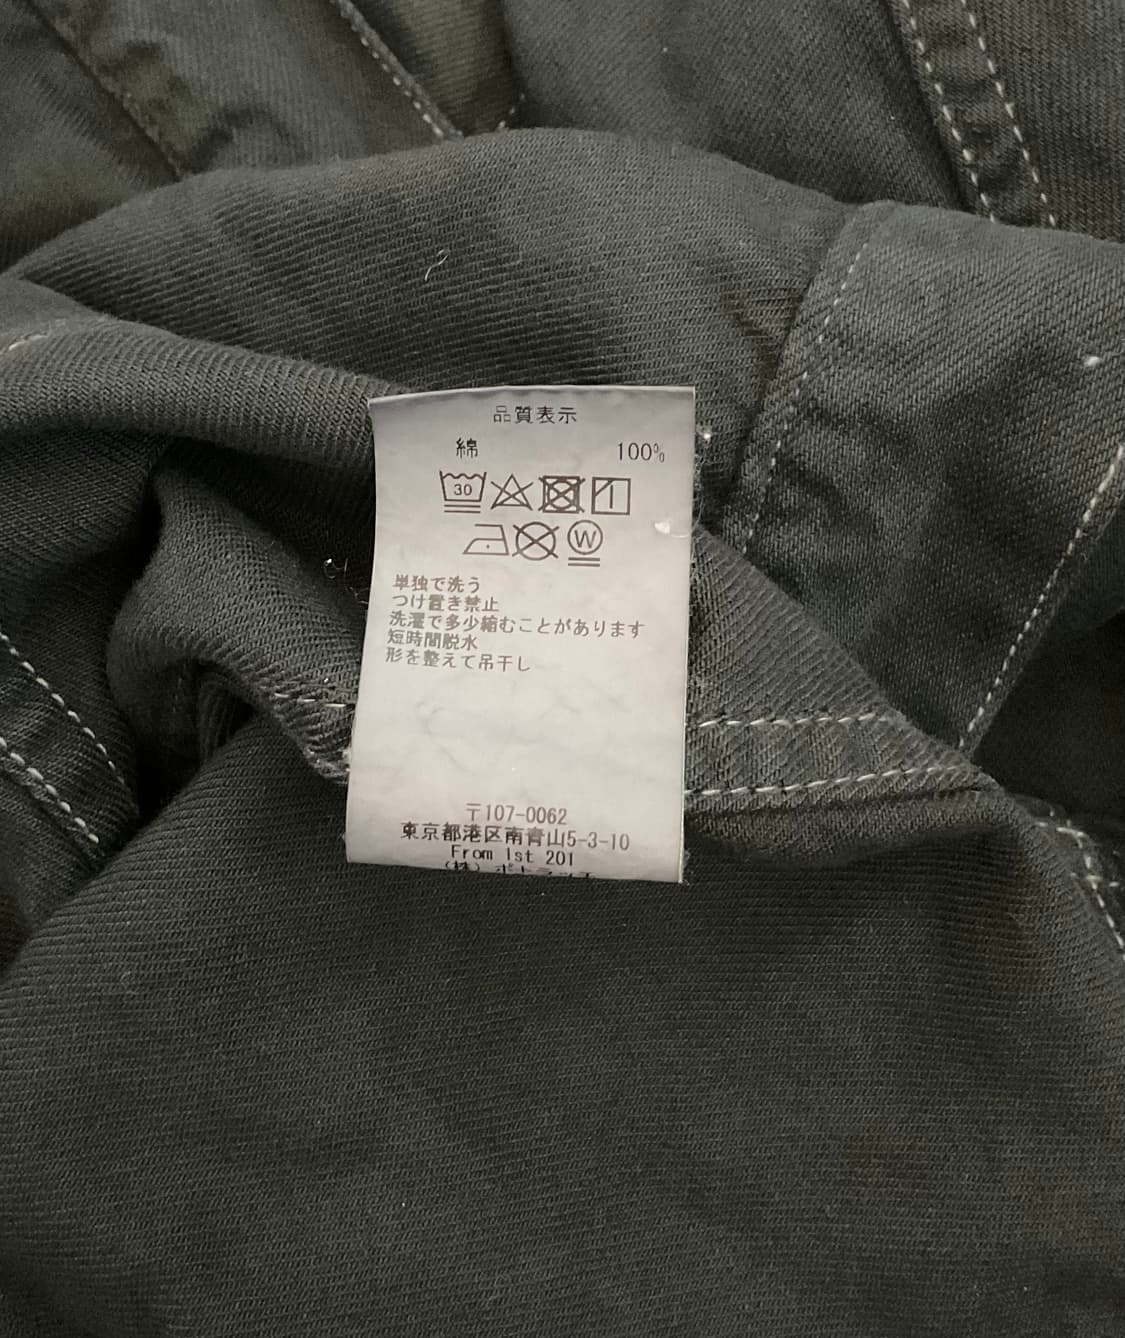 品質表示
綿 100%
30
W
単独で洗う
つけ置き禁止
洗濯で多少縮むことがあります
短時間脱水
形を整えて吊干し
〒107-0062
東京都港区南青山5-3-10
From 1st 201
(株)